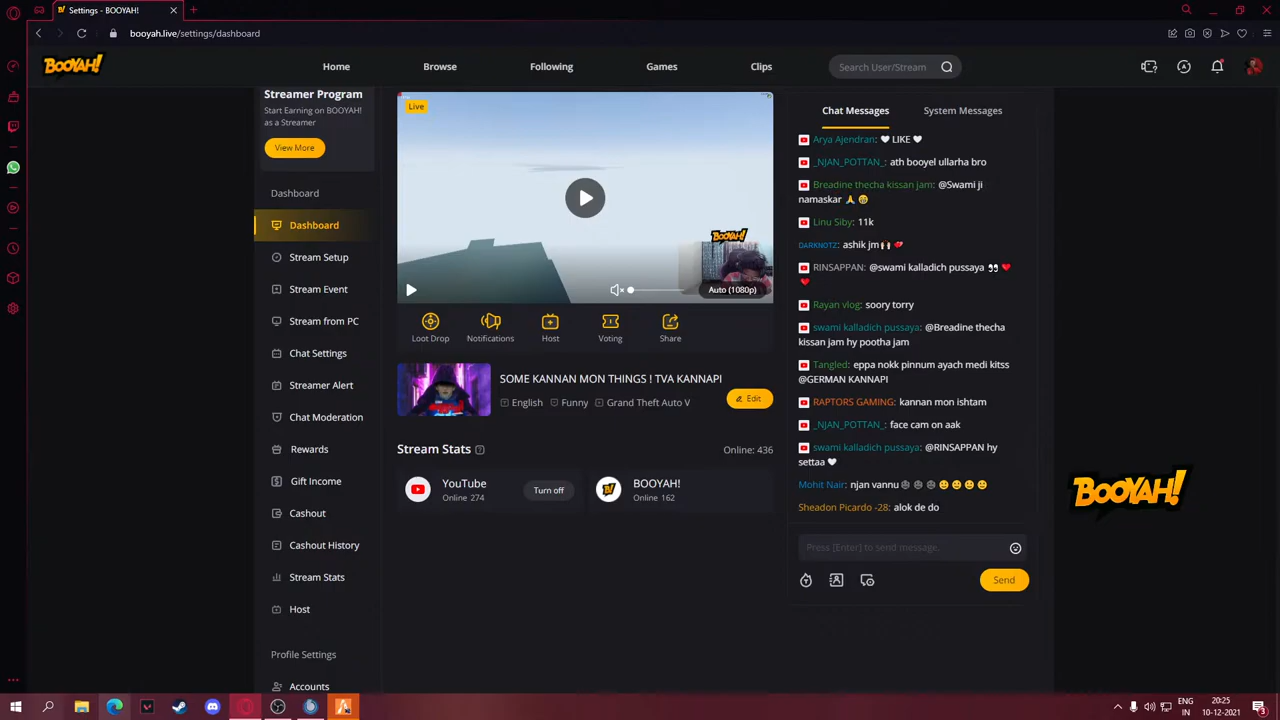 Settings - BOOYAH!
booyah.live/settings/dashboard
BOOYAH!
Home
Browse
Following
Games
Clips
Search User/Stream
Streamer Program
Start Earning on BOOYAH!
as a Streamer
View More
Dashboard
Dashboard
Stream Setup
Stream Event
Stream from PC
Chat Settings
Streamer Alert
Chat Moderation
Rewards
Gift Income
Cashout
Cashout History
Stream Stats
Host
Profile Settings
Accounts
Live
BOOYAH!
Auto (1080p)
Loot Drop
Notifications
Host
Voting
Share
SOME KANNAN MON THINGS ! TVA KANNAPI
English
Funny
Grand Theft Auto V
Edit
Stream Stats
Online: 436
YouTube
Online 274
Turn off
BOOYAH!
Online 162
Chat Messages
System Messages
Arya Ajendran: 🤍 LIKE 🤍
_NJAN_POTTAN_: ath booyel ullarha bro
Breadine thecha kissan jam: @Swami ji
namaskar 🙏 😁
Linu Siby: 11k
DARKNOTZ: ashik jm
RINSAPPAN: @swami kalladich pussaya 👀 ❤️
❤️
Rayan vlog: soory torry
swami kalladich pussaya: @Breadine thecha
kissan jam hy pootha jam
Tangled: eppa nokk pinnum ayach medi kitss
@GERMAN KANNAPI
RAPTORS GAMING: kannan mon ishtam
_NJAN_POTTAN_: face cam on aak
swami kalladich pussaya: @RINSAPPAN hy
settaa 🤍
Mohit Nair: njan vannu
Sheadon Picardo -28: alok de do
Press [Enter] to send message.
Send
BOOYAH!
ENG
IN
20:25
10-12-2021
3